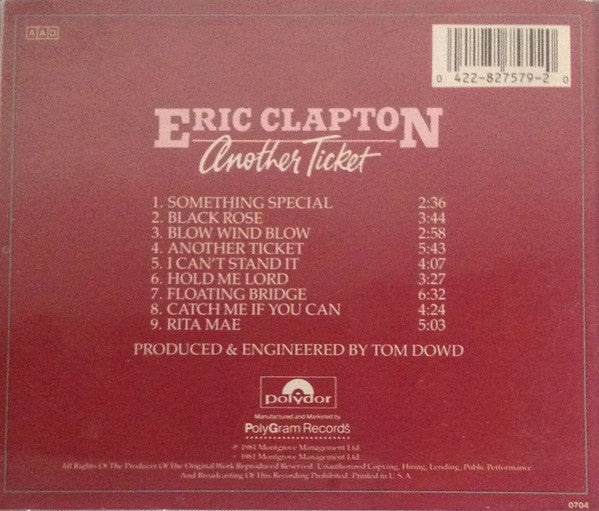 AAD
0 422-827579-2 0
ERIC CLAPTON
Another Ticket
1. SOMETHING SPECIAL 2:36
2. BLACK ROSE 3:44
3. BLOW WIND BLOW 2:58
4. ANOTHER TICKET 5:43
5. I CAN'T STAND IT 4:07
6. HOLD ME LORD 3:27
7. FLOATING BRIDGE 6:32
8. CATCH ME IF YOU CAN 4:24
9. RITA MAE 5:03
PRODUCED & ENGINEERED BY TOM DOWD
polydor
Manufactured and Marketed by
PolyGram Records
℗ 1981 Montgrove Management Ltd.
© 1981 Montgrove Management Ltd.
All Rights Of The Producer Of The Original Work Reproduced Reserved. Unauthorized Copying, Hiring, Lending, Public Performance
And Broadcasting Of This Recording Prohibited. Printed in U.S.A.
0704